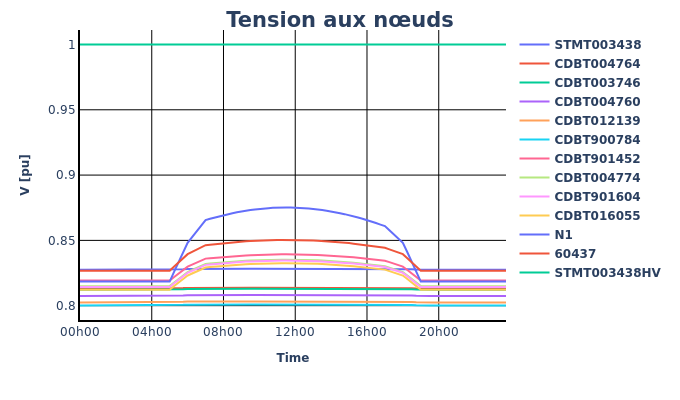 Tension aux nœuds
V [pu]
1
0.95
0.9
0.85
0.8
00h00 04h00 08h00 12h00 16h00 20h00
Time
STMT003438
CDBT004764
CDBT003746
CDBT004760
CDBT012139
CDBT900784
CDBT901452
CDBT004774
CDBT901604
CDBT016055
N1
60437
STMT003438HV